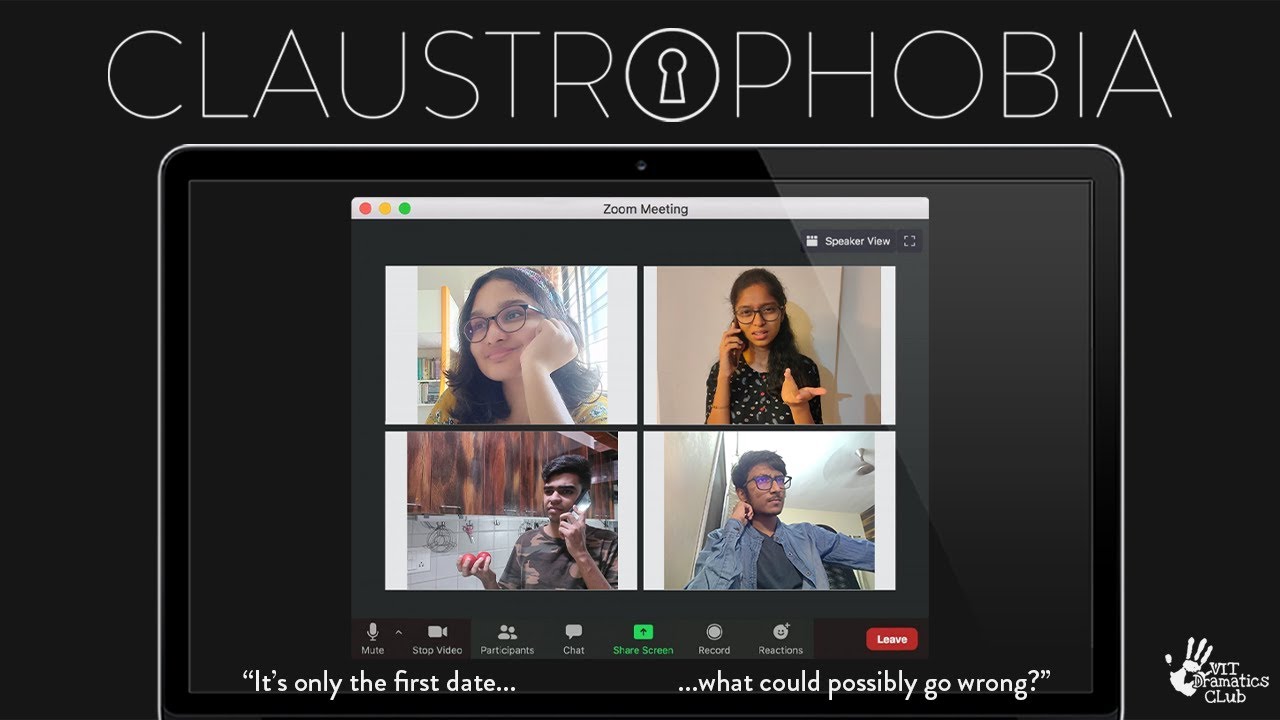 CLAUSTROPHOBIA
Zoom Meeting
Speaker View
Mute
Stop Video
Participants
Chat
Share Screen
Record
Reactions
Leave
“It’s only the first date...
...what could possibly go wrong?”
VIT
Dramatics
CLub